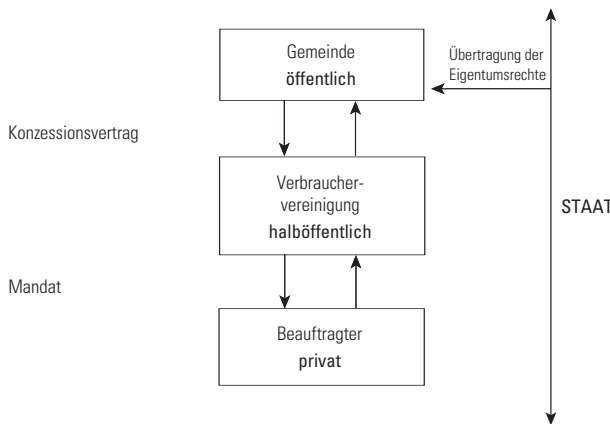 Gemeinde
öffentlich
Übertragung der
Eigentumsrechte
Konzessionsvertrag
Verbraucher-
vereinigung
halböffentlich
STAAT
Mandat
Beauftragter
privat